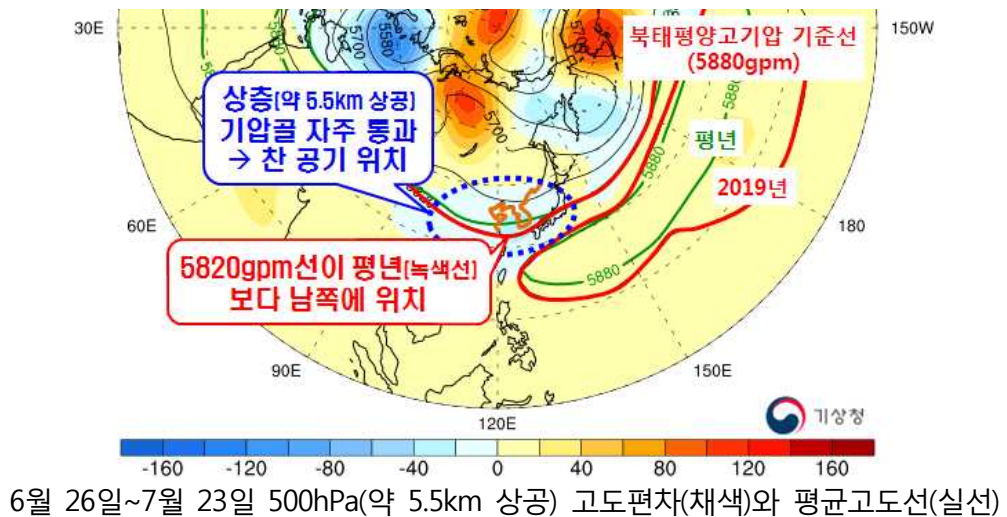 30E
150W
북태평양고기압 기준선
(5880gpm)
상층(약 5.5km 상공)
기압골 자주 통과
→ 찬 공기 위치
5700
5580
5700
5700
5880
5880
5880
5880
평년
2019년
60E
180
5820gpm선이 평년(녹색선)
보다 남쪽에 위치
5880
90E
150E
120E
기상청
-160 -120 -80 -40 0 40 80 120 160
6월 26일~7월 23일 500hPa(약 5.5km 상공) 고도편차(채색)와 평균고도선(실선)